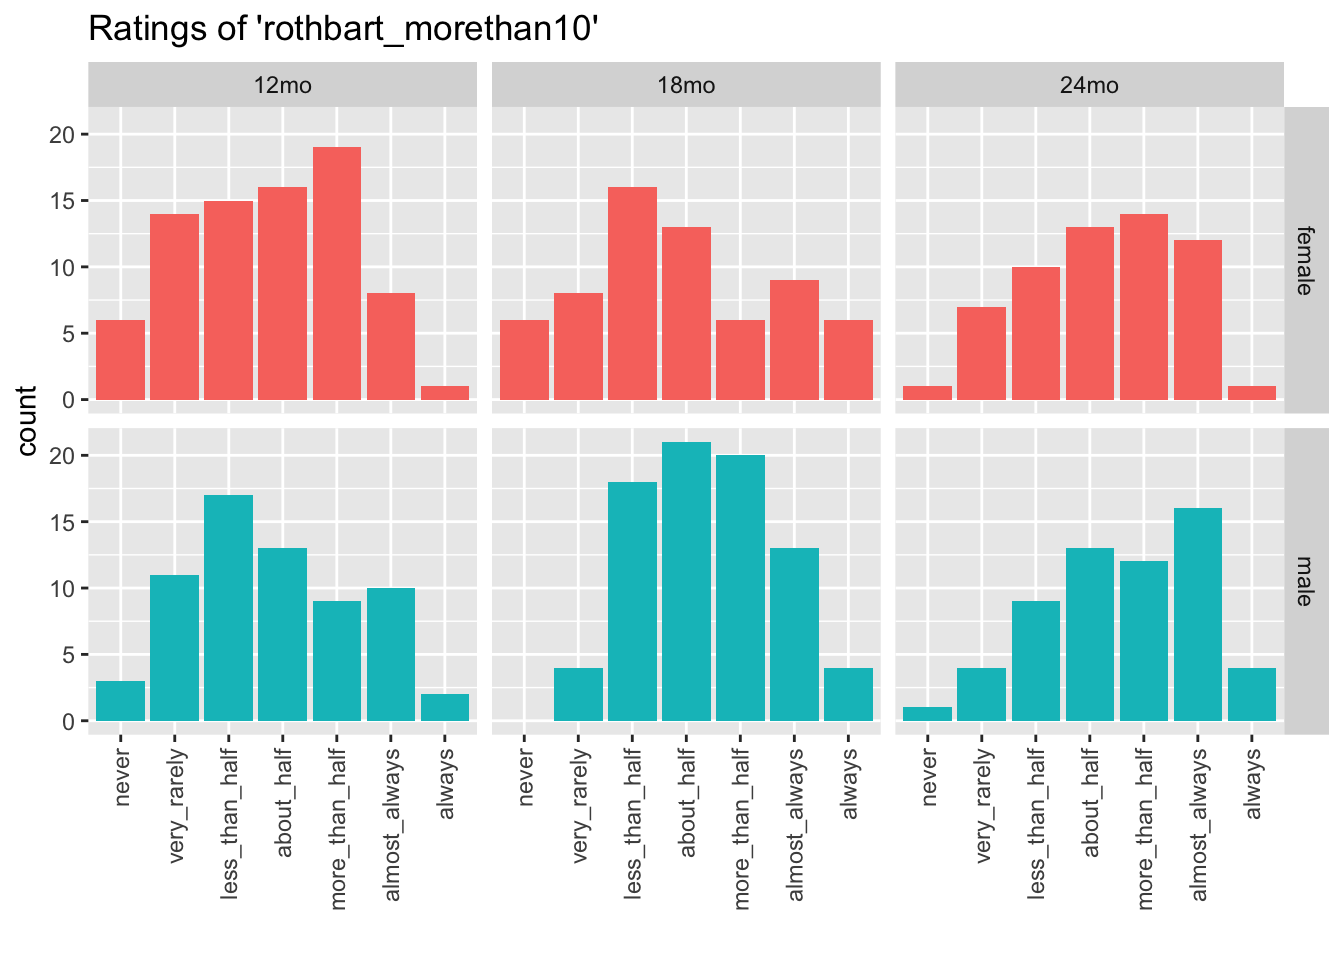 Ratings of 'rothbart_morethan10'
12mo 18mo 24mo
20
15
10
5
0
female
count
20
15
10
5
0
male
never very_rarely less_than_half about_half more_than_half almost_always always never very_rarely less_than_half about_half more_than_half almost_always always never very_rarely less_than_half about_half more_than_half almost_always always